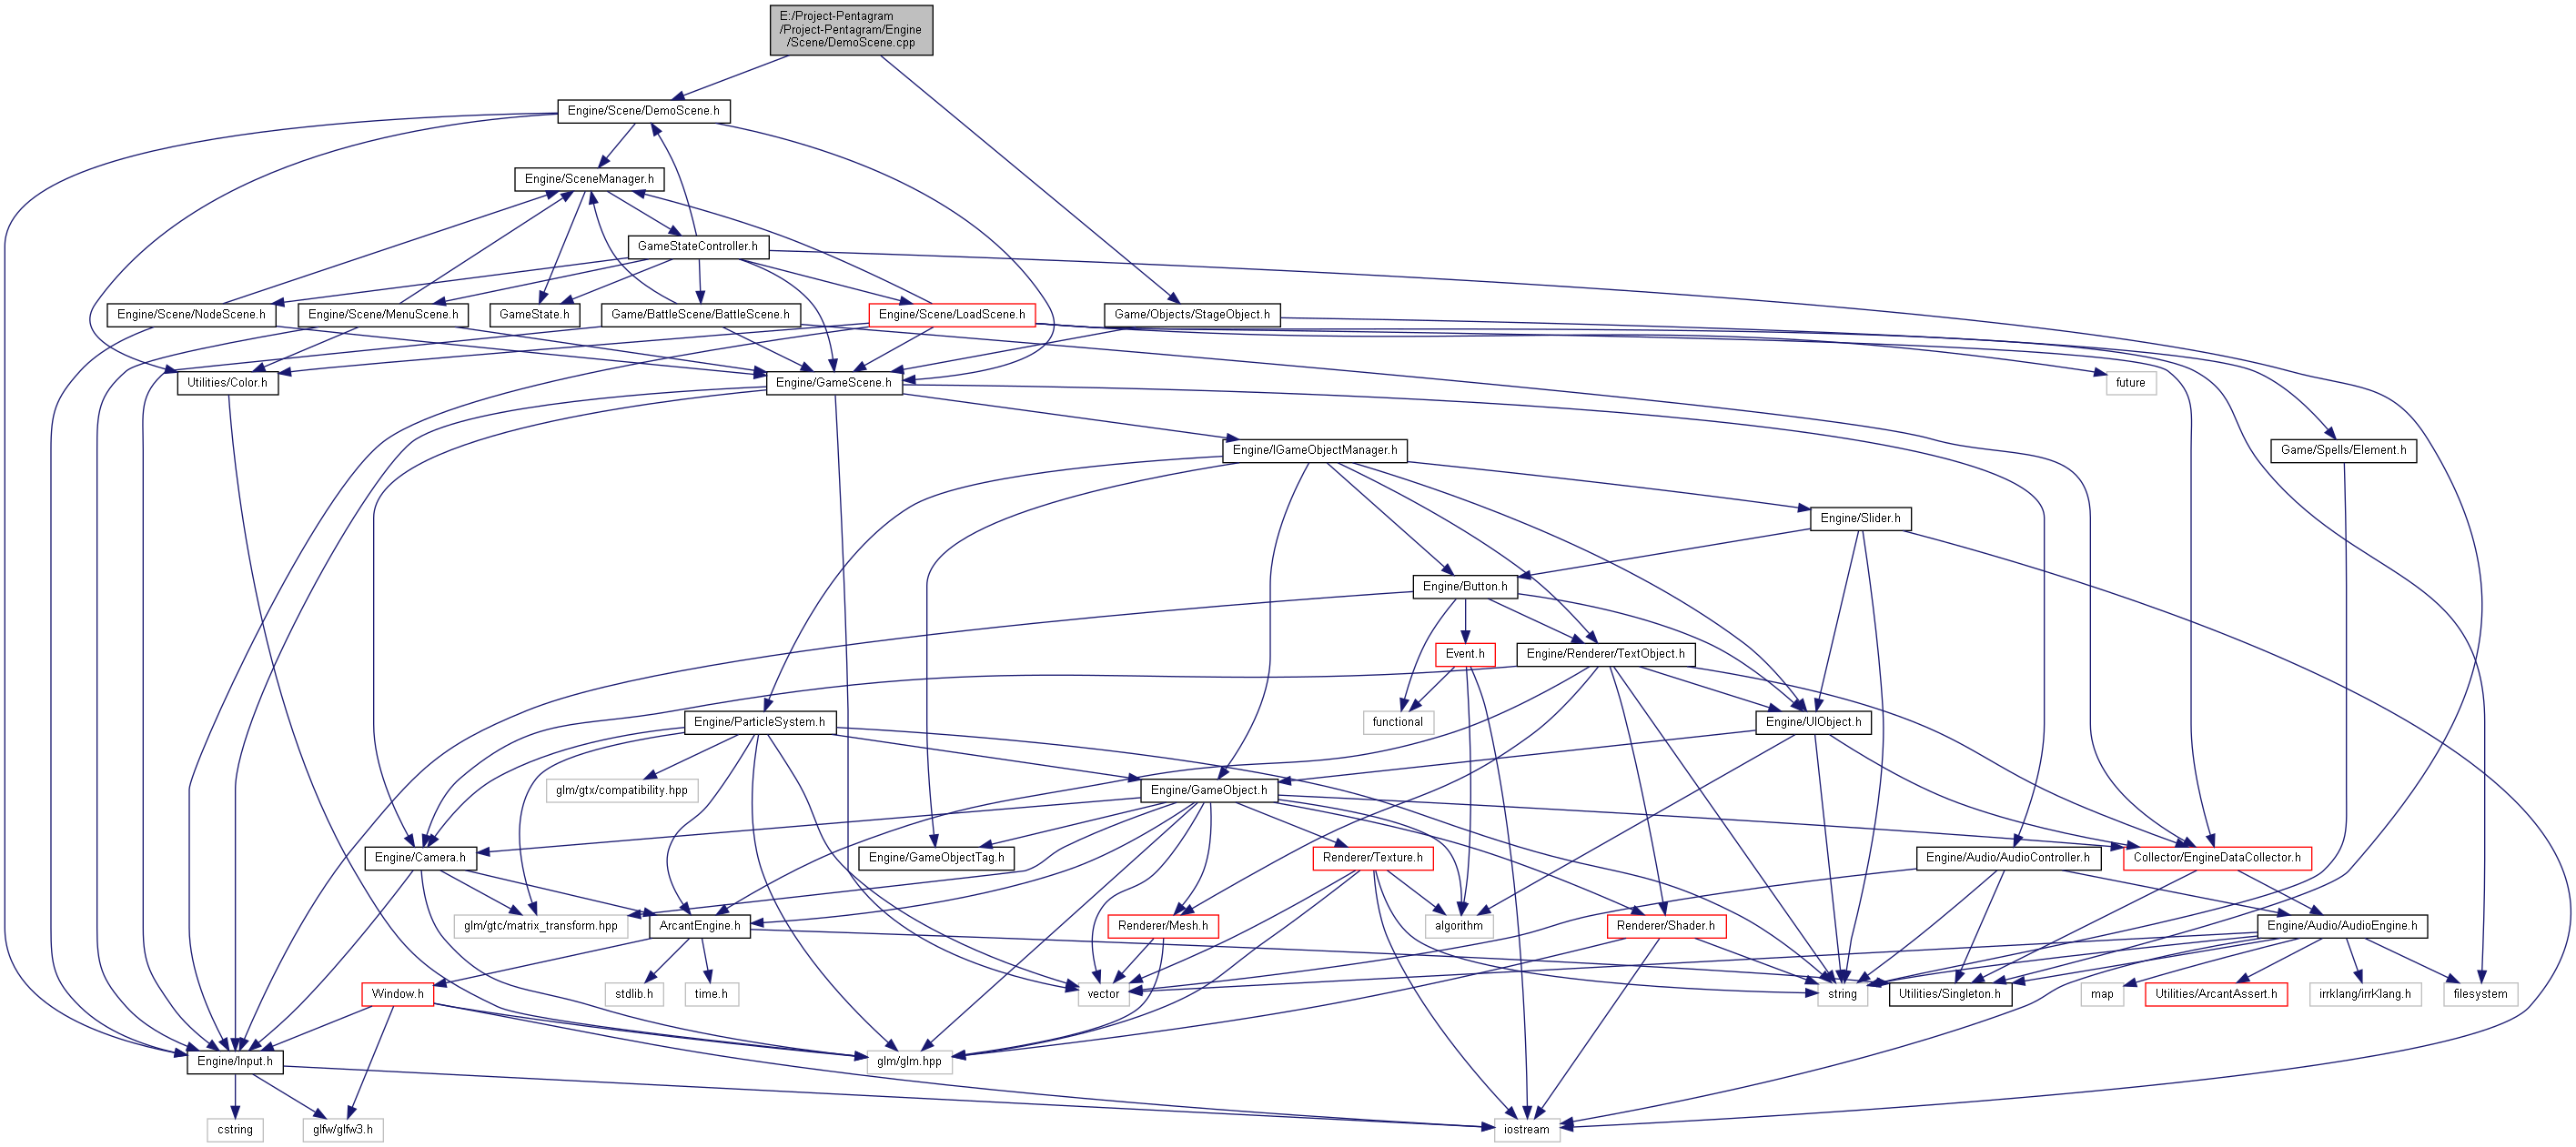 E:/Project-Pentagram
/Project-Pentagram/Engine
/Scene/DemoScene.cpp
Engine/Scene/DemoScene.h
Engine/SceneManager.h
GameStateController.h
Engine/Scene/NodeScene.h
Engine/Scene/MenuScene.h
GameState.h
Game/BattleScene/BattleScene.h
Engine/Scene/LoadScene.h
Game/Objects/StageObject.h
Utilities/Color.h
Engine/GameScene.h
future
Engine/IGameObjectManager.h
Game/Spells/Element.h
Engine/Slider.h
Engine/Button.h
Event.h
Engine/Renderer/TextObject.h
Engine/ParticleSystem.h
functional
Engine/UIObject.h
glm/gtx/compatibility.hpp
Engine/GameObject.h
Engine/Camera.h
Engine/GameObjectTag.h
Renderer/Texture.h
Engine/Audio/AudioController.h
Collector/EngineDataCollector.h
glm/gtc/matrix_transform.hpp
ArcantEngine.h
Renderer/Mesh.h
algorithm
Renderer/Shader.h
Engine/Audio/AudioEngine.h
Window.h
stdlib.h
time.h
vector
string
Utilities/Singleton.h
map
Utilities/ArcantAssert.h
irrklang/irrKlang.h
filesystem
Engine/Input.h
glm/glm.hpp
cstring
glfw/glfw3.h
iostream